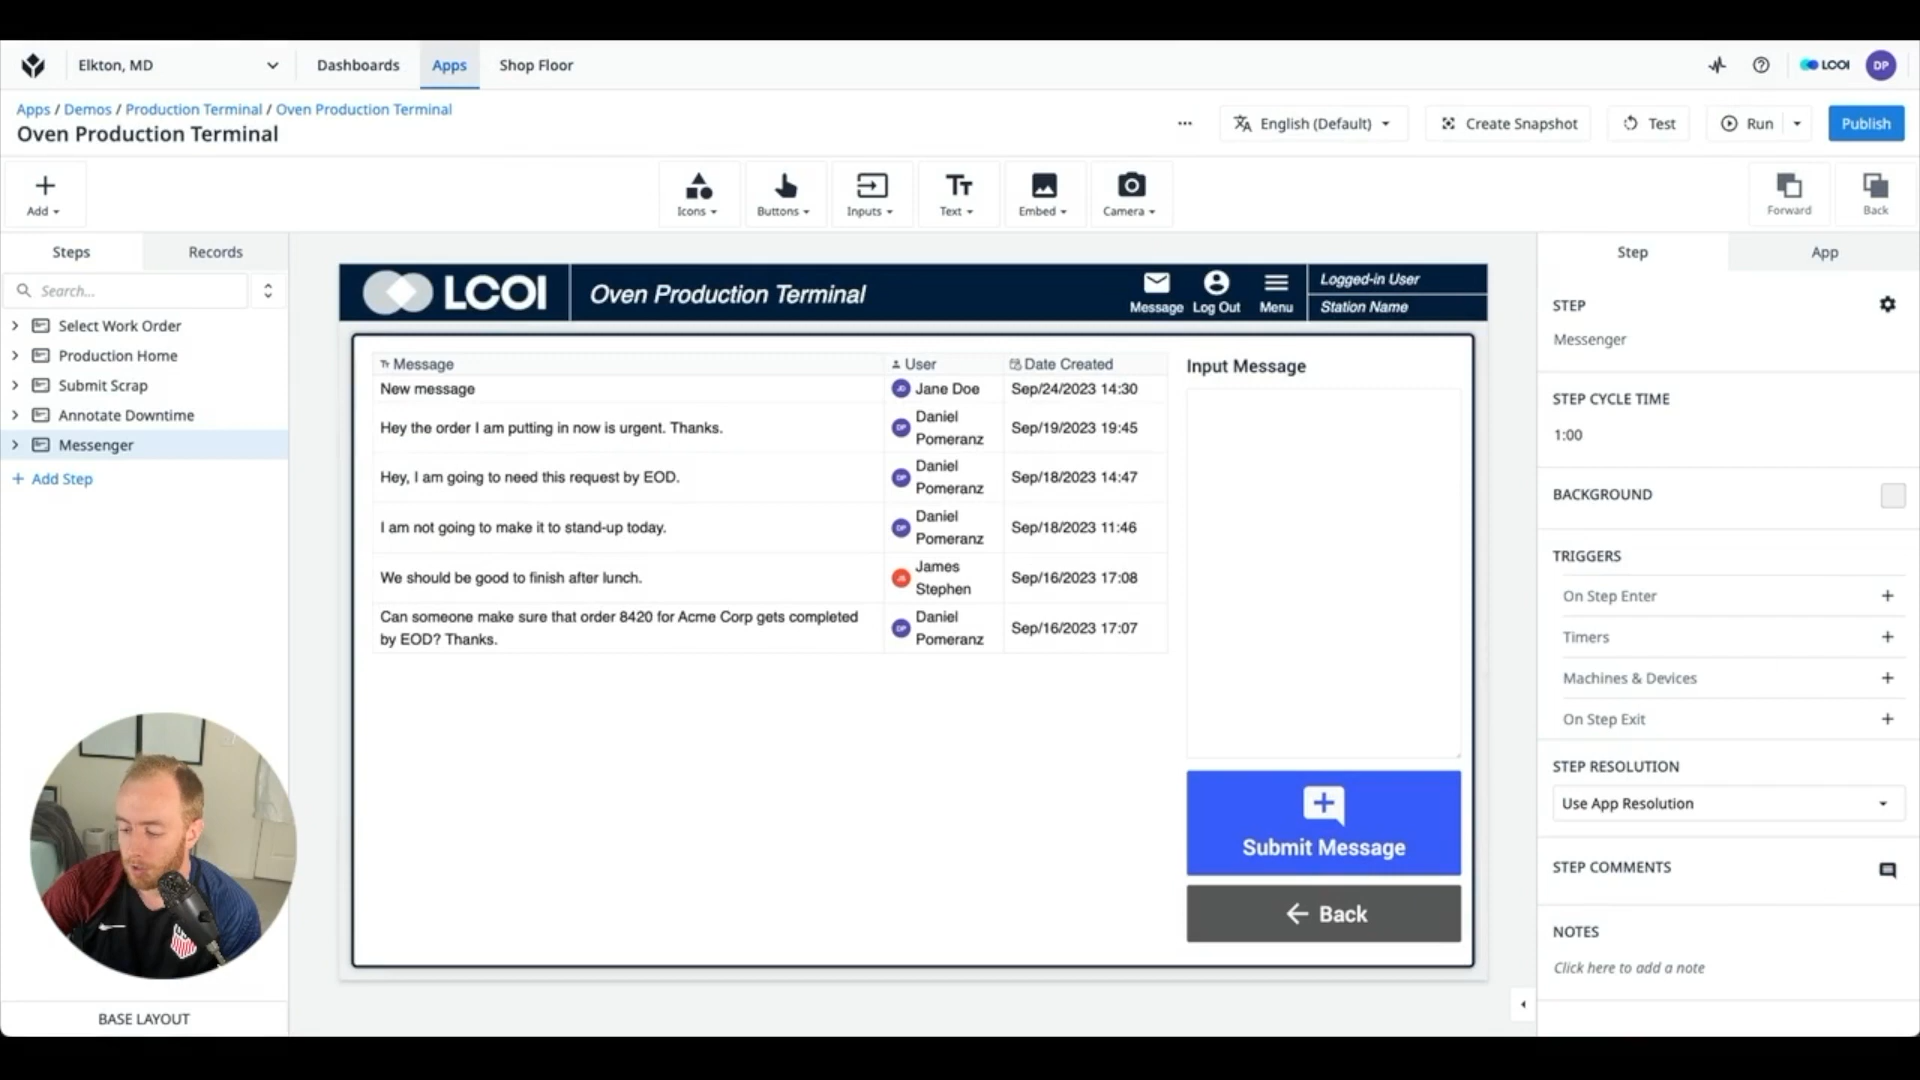 Elkton, MD
Dashboards
Apps
Shop Floor
LCOI
DP
Apps / Demos / Production Terminal / Oven Production Terminal
Oven Production Terminal
English (Default)
Create Snapshot
Test
Run
Publish
Add
Icons
Buttons
Inputs
Text
Embed
Camera
Forward
Back
Steps
Records
Search...
Select Work Order
Production Home
Submit Scrap
Annotate Downtime
Messenger
+ Add Step
BASE LAYOUT
LCOI
Oven Production Terminal
Message
Log Out
Menu
Logged-in User
Station Name
Message
User
Date Created
New message
JD
Jane Doe
Sep/24/2023 14:30
Hey the order I am putting in now is urgent. Thanks.
DP
Daniel
Pomeranz
Sep/19/2023 19:45
Hey, I am going to need this request by EOD.
DP
Daniel
Pomeranz
Sep/18/2023 14:47
I am not going to make it to stand-up today.
DP
Daniel
Pomeranz
Sep/18/2023 11:46
We should be good to finish after lunch.
JS
James
Stephen
Sep/16/2023 17:08
Can someone make sure that order 8420 for Acme Corp gets completed
by EOD? Thanks.
DP
Daniel
Pomeranz
Sep/16/2023 17:07
Input Message
Submit Message
Back
Step
App
STEP
Messenger
STEP CYCLE TIME
1:00
BACKGROUND
TRIGGERS
On Step Enter
Timers
Machines & Devices
On Step Exit
STEP RESOLUTION
Use App Resolution
STEP COMMENTS
NOTES
Click here to add a note